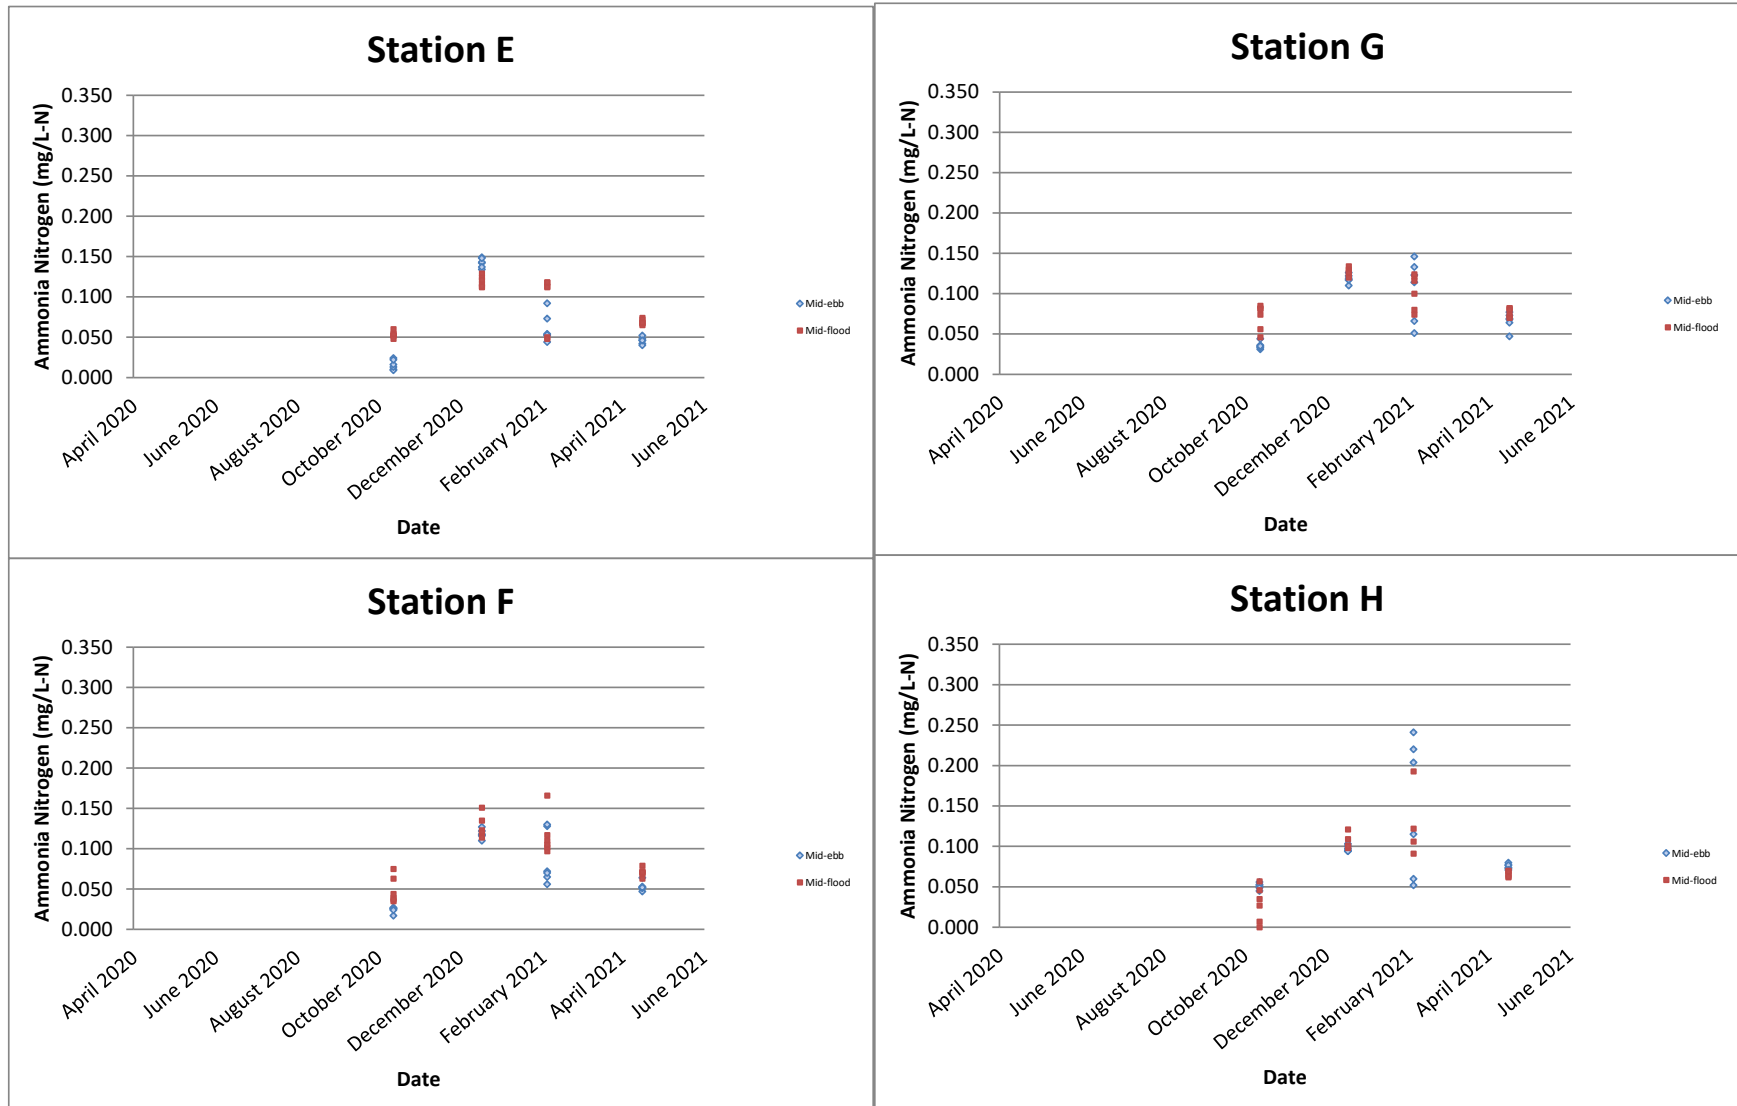 Station E
Ammonia Nitrogen (mg/L-N)
0.350
0.300
0.250
0.200
0.150
0.100
0.050
0.000
April 2020
June 2020
August 2020
October 2020
December 2020
February 2021
April 2021
June 2021
Date
Mid-ebb
Mid-flood
Station G
Ammonia Nitrogen (mg/L-N)
0.350
0.300
0.250
0.200
0.150
0.100
0.050
0.000
April 2020
June 2020
August 2020
October 2020
December 2020
February 2021
April 2021
June 2021
Date
Mid-ebb
Mid-flood
Station F
Ammonia Nitrogen (mg/L-N)
0.350
0.300
0.250
0.200
0.150
0.100
0.050
0.000
April 2020
June 2020
August 2020
October 2020
December 2020
February 2021
April 2021
June 2021
Date
Mid-ebb
Mid-flood
Station H
Ammonia Nitrogen (mg/L-N)
0.350
0.300
0.250
0.200
0.150
0.100
0.050
0.000
April 2020
June 2020
August 2020
October 2020
December 2020
February 2021
April 2021
June 2021
Date
Mid-ebb
Mid-flood